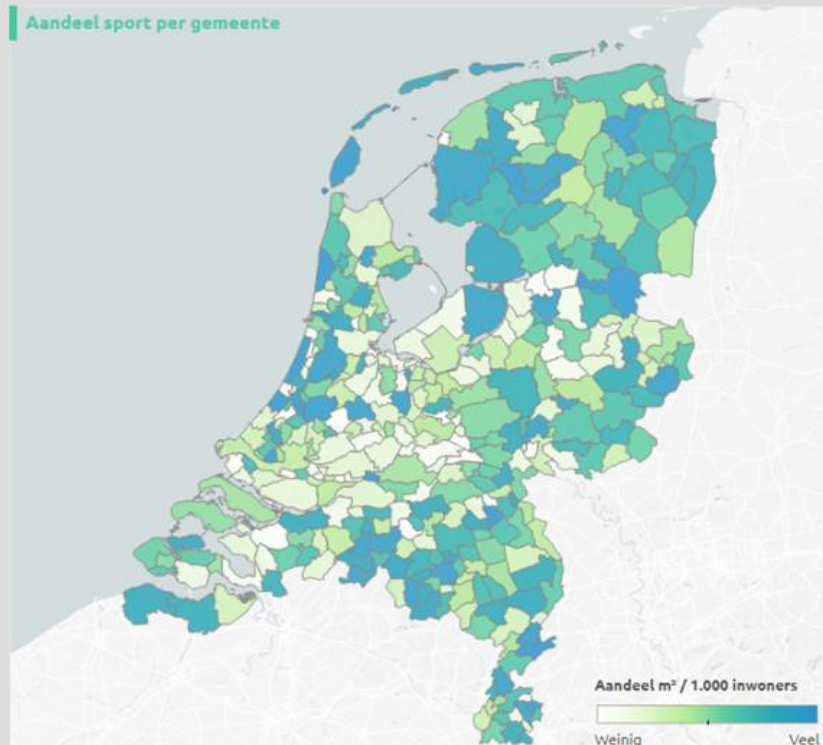 Aandeel sport per gemeente
Aandeel m² / 1.000 inwoners
Weinig Veel